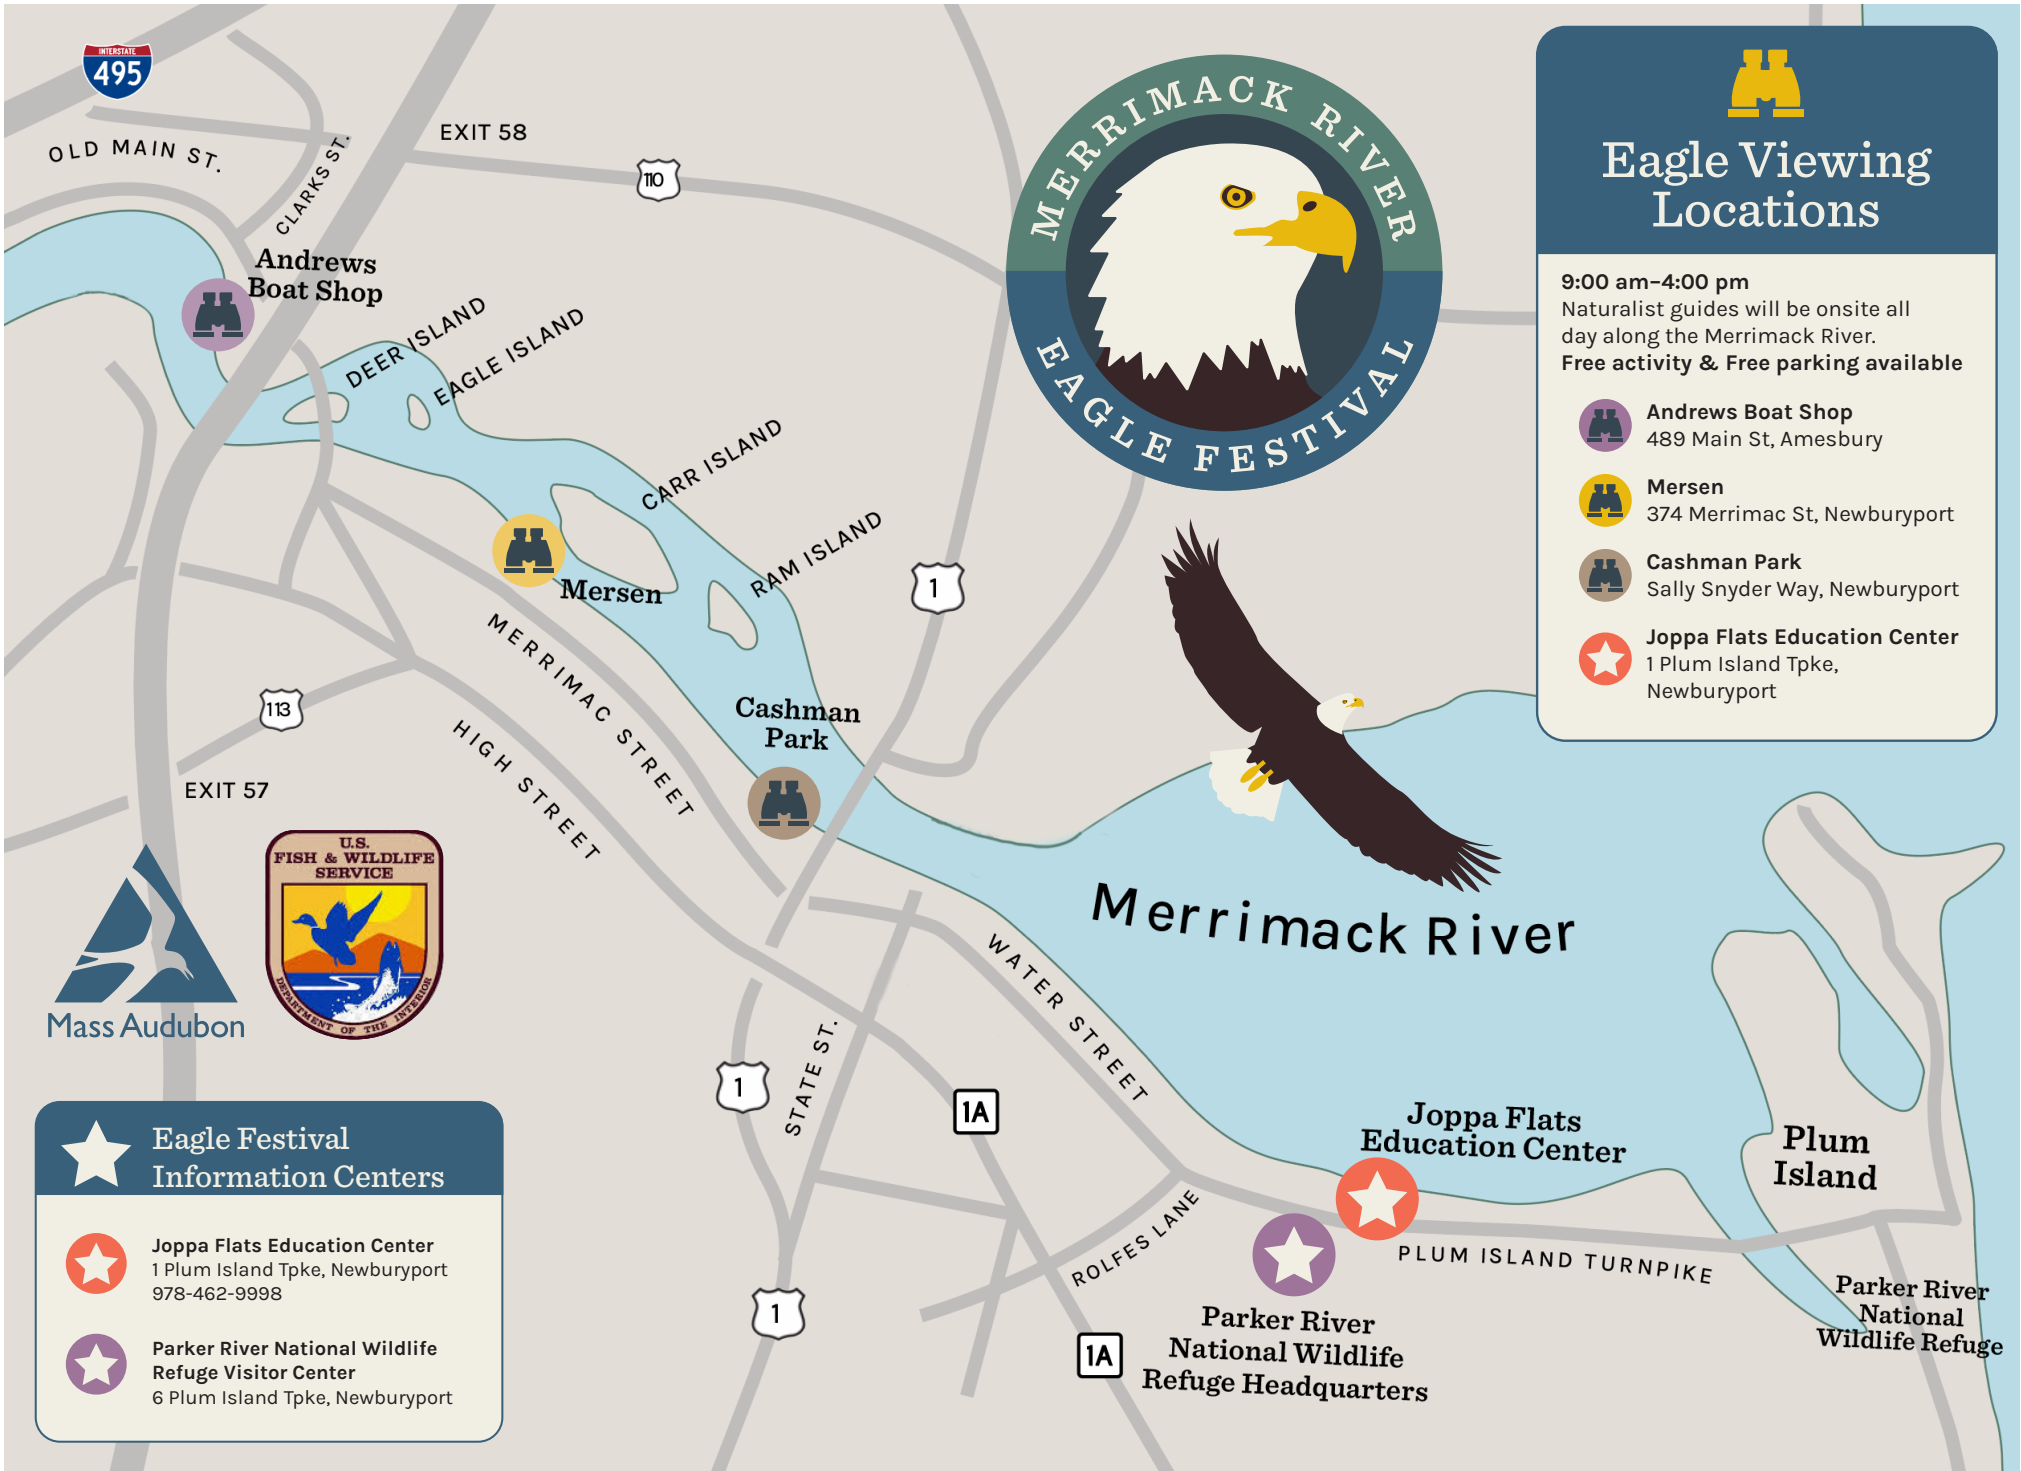 INTERSTATE
495
OLD MAIN ST.
CLARKS ST.
EXIT 58
110
Andrews
Boat Shop
DEER ISLAND
EAGLE ISLAND
CARR ISLAND
RAM ISLAND
Mersen
MERRIMAC STREET
HIGH STREET
113
EXIT 57
1
Cashman
Park
MERRIMACK RIVER
EAGLE FESTIVAL
Eagle Viewing
Locations
9:00 am–4:00 pm
Naturalist guides will be onsite all
day along the Merrimack River.
Free activity & Free parking available
Andrews Boat Shop
489 Main St, Amesbury
Mersen
374 Merrimac St, Newburyport
Cashman Park
Sally Snyder Way, Newburyport
Joppa Flats Education Center
1 Plum Island Tpke,
Newburyport
Merrimack River
Mass Audubon
U.S.
FISH & WILDLIFE
SERVICE
DEPARTMENT OF THE INTERIOR
WATER STREET
STATE ST.
1
1A
1
ROLFES LANE
1A
Joppa Flats
Education Center
Plum
Island
PLUM ISLAND TURNPIKE
Parker River
National Wildlife
Refuge Headquarters
Parker River
National
Wildlife Refuge
Eagle Festival
Information Centers
Joppa Flats Education Center
1 Plum Island Tpke, Newburyport
978-462-9998
Parker River National Wildlife
Refuge Visitor Center
6 Plum Island Tpke, Newburyport